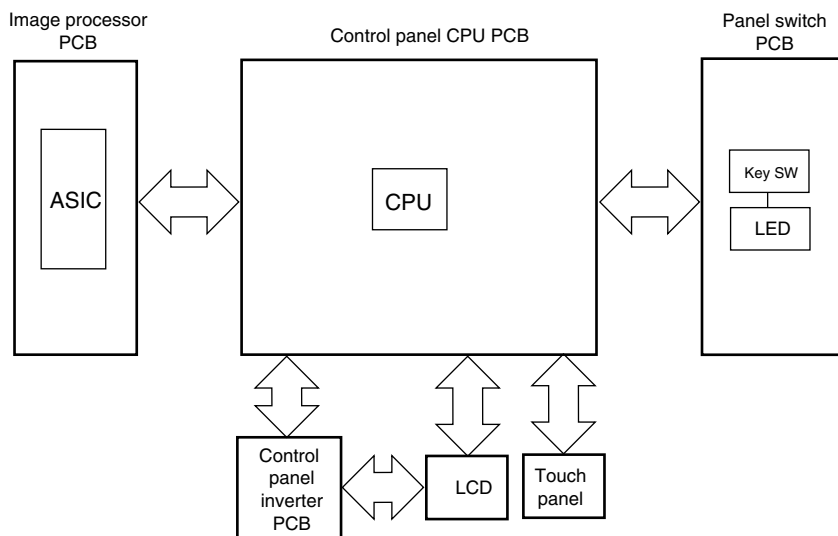 Image processor
PCB
Control panel CPU PCB
Panel switch
PCB
ASIC
CPU
Key SW
LED
Control
panel
inverter
PCB
LCD
Touch
panel